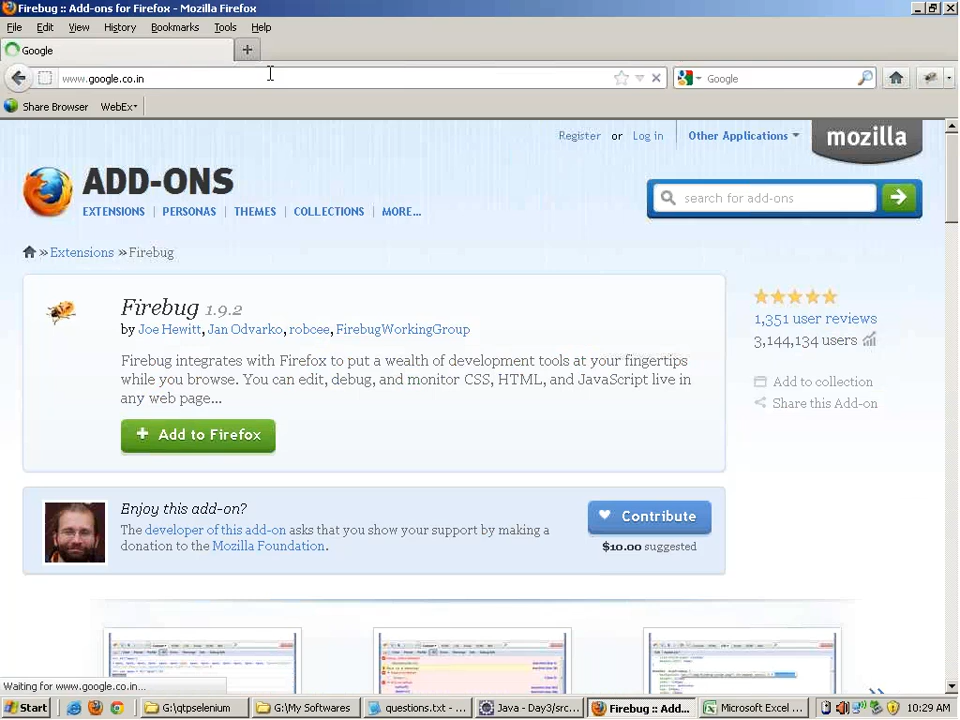 Firebug :: Add-ons for Firefox - Mozilla Firefox
File Edit View History Bookmarks Tools Help
Google
www.google.co.in
Google
Share Browser WebEx
Register or Log in Other Applications mozilla
ADD-ONS
EXTENSIONS | PERSONAS | THEMES | COLLECTIONS | MORE...
search for add-ons
» Extensions » Firebug
Firebug 1.9.2
by Joe Hewitt, Jan Odvarko, robcee, FirebugWorkingGroup
Firebug integrates with Firefox to put a wealth of development tools at your fingertips
while you browse. You can edit, debug, and monitor CSS, HTML, and JavaScript live in
any web page...
+ Add to Firefox
1,351 user reviews
3,144,134 users
Add to collection
Share this Add-on
Enjoy this add-on?
The developer of this add-on asks that you show your support by making a
donation to the Mozilla Foundation.
Contribute
$10.00 suggested
Waiting for www.google.co.in...
Start G:\qtpselenium G:\My Softwares questions.txt - ... Java - Day3/src... Firebug :: Add... Microsoft Excel ... 10:29 AM